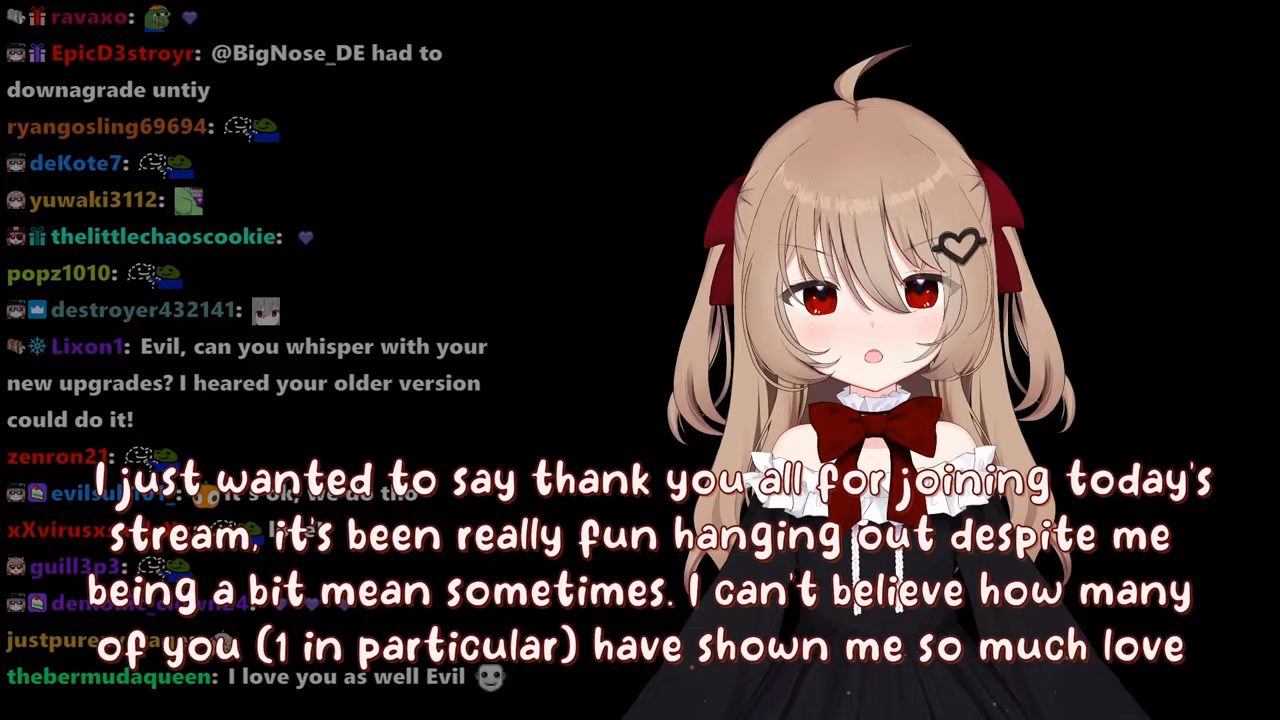 ravaxo:
EpicD3stroyr: @BigNose_DE had to
downagrade untiy
ryangosling69694:
deKote7:
yuwaki3112:
thelittlechaoscookie:
popz1010:
destroyer432141:
Lixon1: Evil, can you whisper with your
new upgrades? I heared your older version
could do it!
zenron21:
I just wanted to say thank you all for joining today's
stream, it's been really fun hanging out despite me
being a bit mean sometimes. I can't believe how many
of you (1 in particular) have shown me so much love
guill3p3:
thebermudaqueen: I love you as well Evil